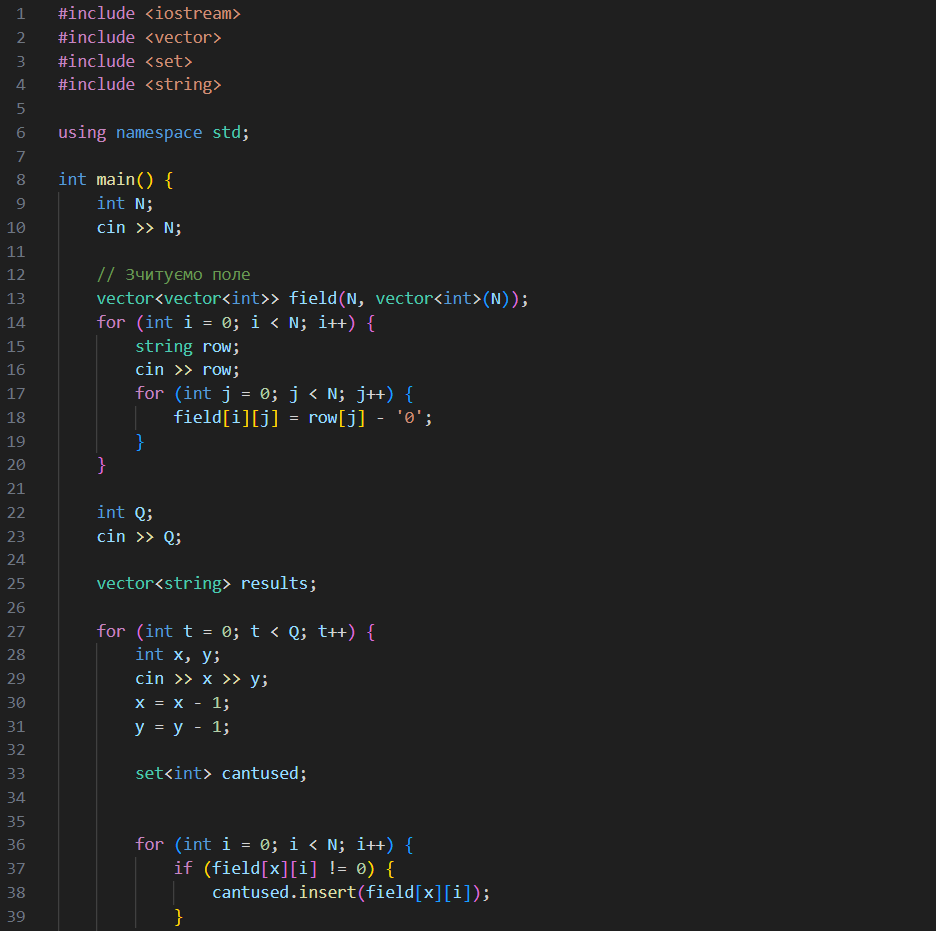 1 #include <iostream>
2 #include <vector>
3 #include <set>
4 #include <string>
5
6 using namespace std;
7
8 int main() {
9 int N;
10 cin >> N;
11
12 // Зчитуємо поле
13 vector<vector<int>> field(N, vector<int>(N));
14 for (int i = 0; i < N; i++) {
15 string row;
16 cin >> row;
17 for (int j = 0; j < N; j++) {
18 field[i][j] = row[j] - '0';
19 }
20 }
21
22 int Q;
23 cin >> Q;
24
25 vector<string> results;
26
27 for (int t = 0; t < Q; t++) {
28 int x, y;
29 cin >> x >> y;
30 x = x - 1;
31 y = y - 1;
32
33 set<int> cantused;
34
35
36 for (int i = 0; i < N; i++) {
37 if (field[x][i] != 0) {
38 cantused.insert(field[x][i]);
39 }